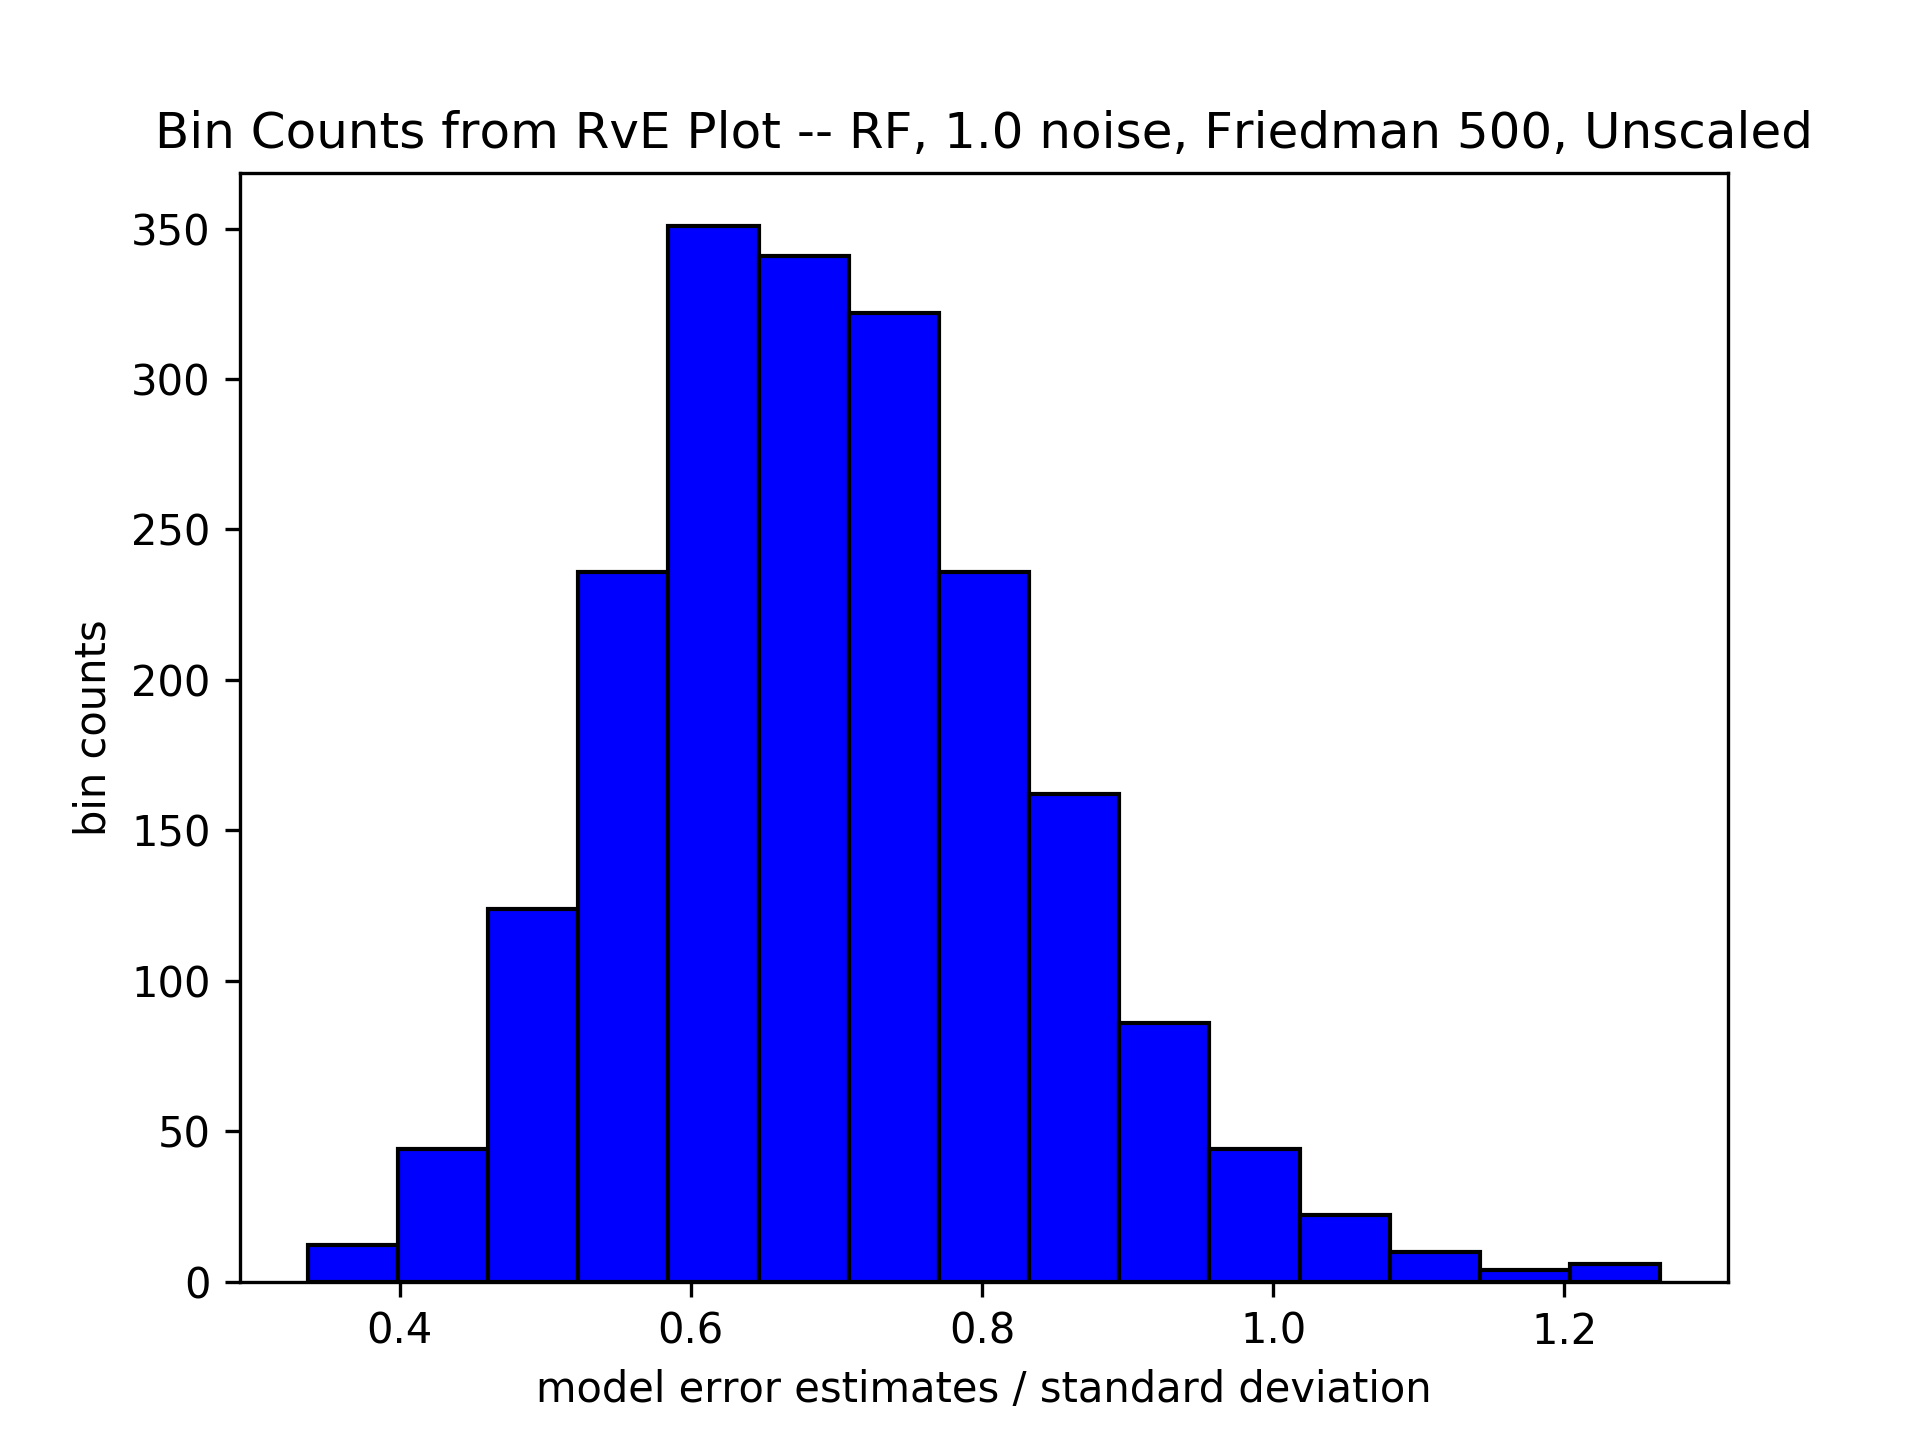 Bin Counts from RvE Plot -- RF, 1.0 noise, Friedman 500, Unscaled
350
300
250
200
150
100
50
0
bin counts
0.4 0.6 0.8 1.0 1.2
model error estimates / standard deviation